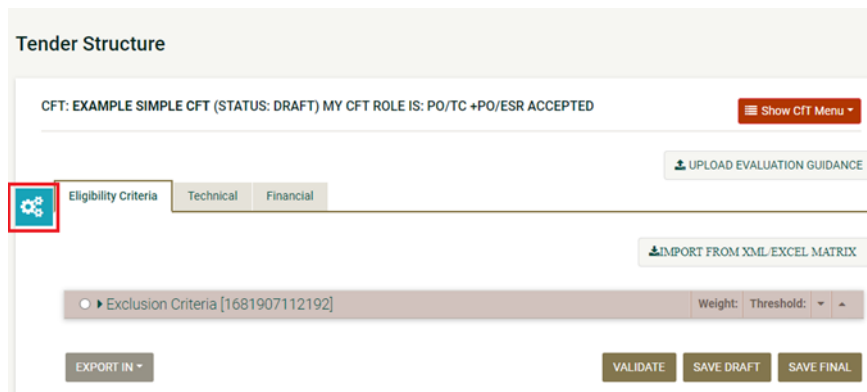 Tender Structure
CFT: EXAMPLE SIMPLE CFT (STATUS: DRAFT) MY CFT ROLE IS: PO/TC +PO/ESR ACCEPTED
Show CfT Menu
UPLOAD EVALUATION GUIDANCE
Eligibility Criteria Technical Financial
IMPORT FROM XML/EXCEL MATRIX
Exclusion Criteria [1681907112192] Weight: Threshold:
EXPORT IN VALIDATE SAVE DRAFT SAVE FINAL